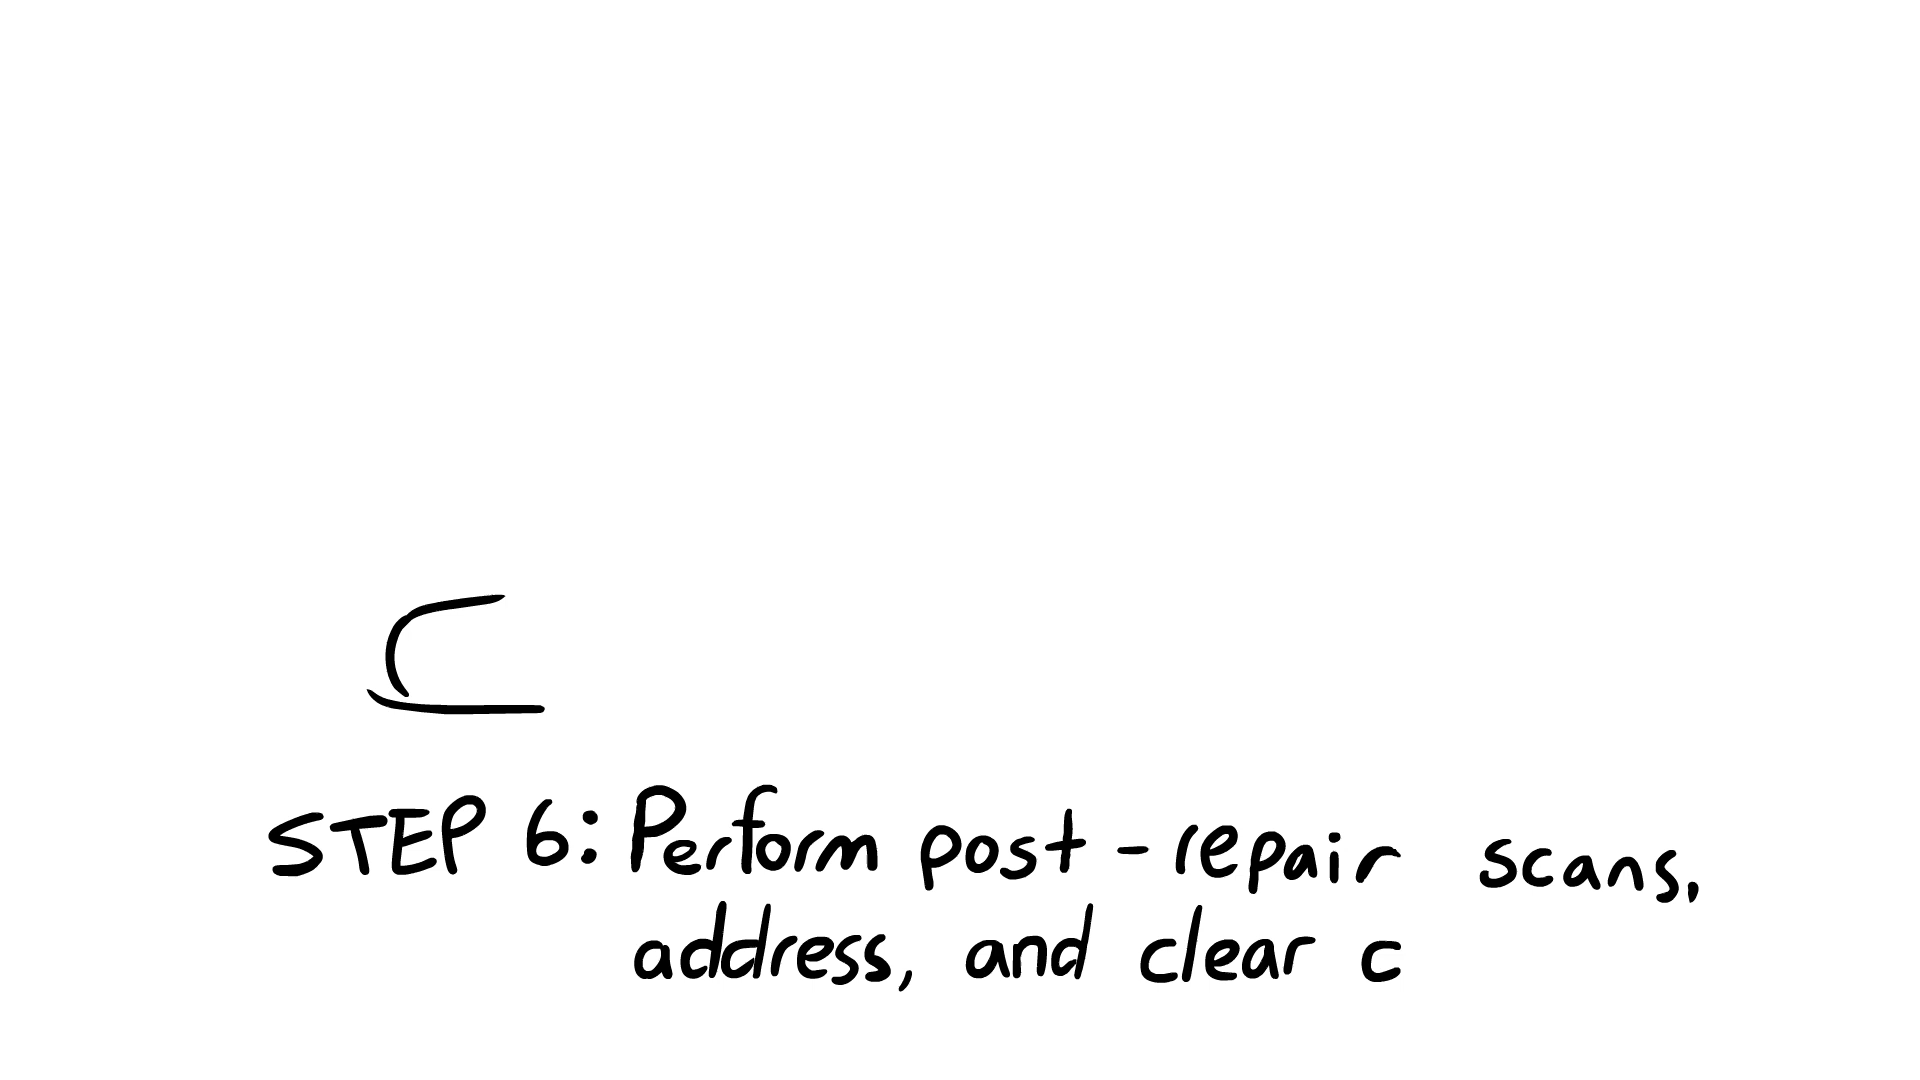 STEP 6: Perform post-repair scans,
address, and clear c